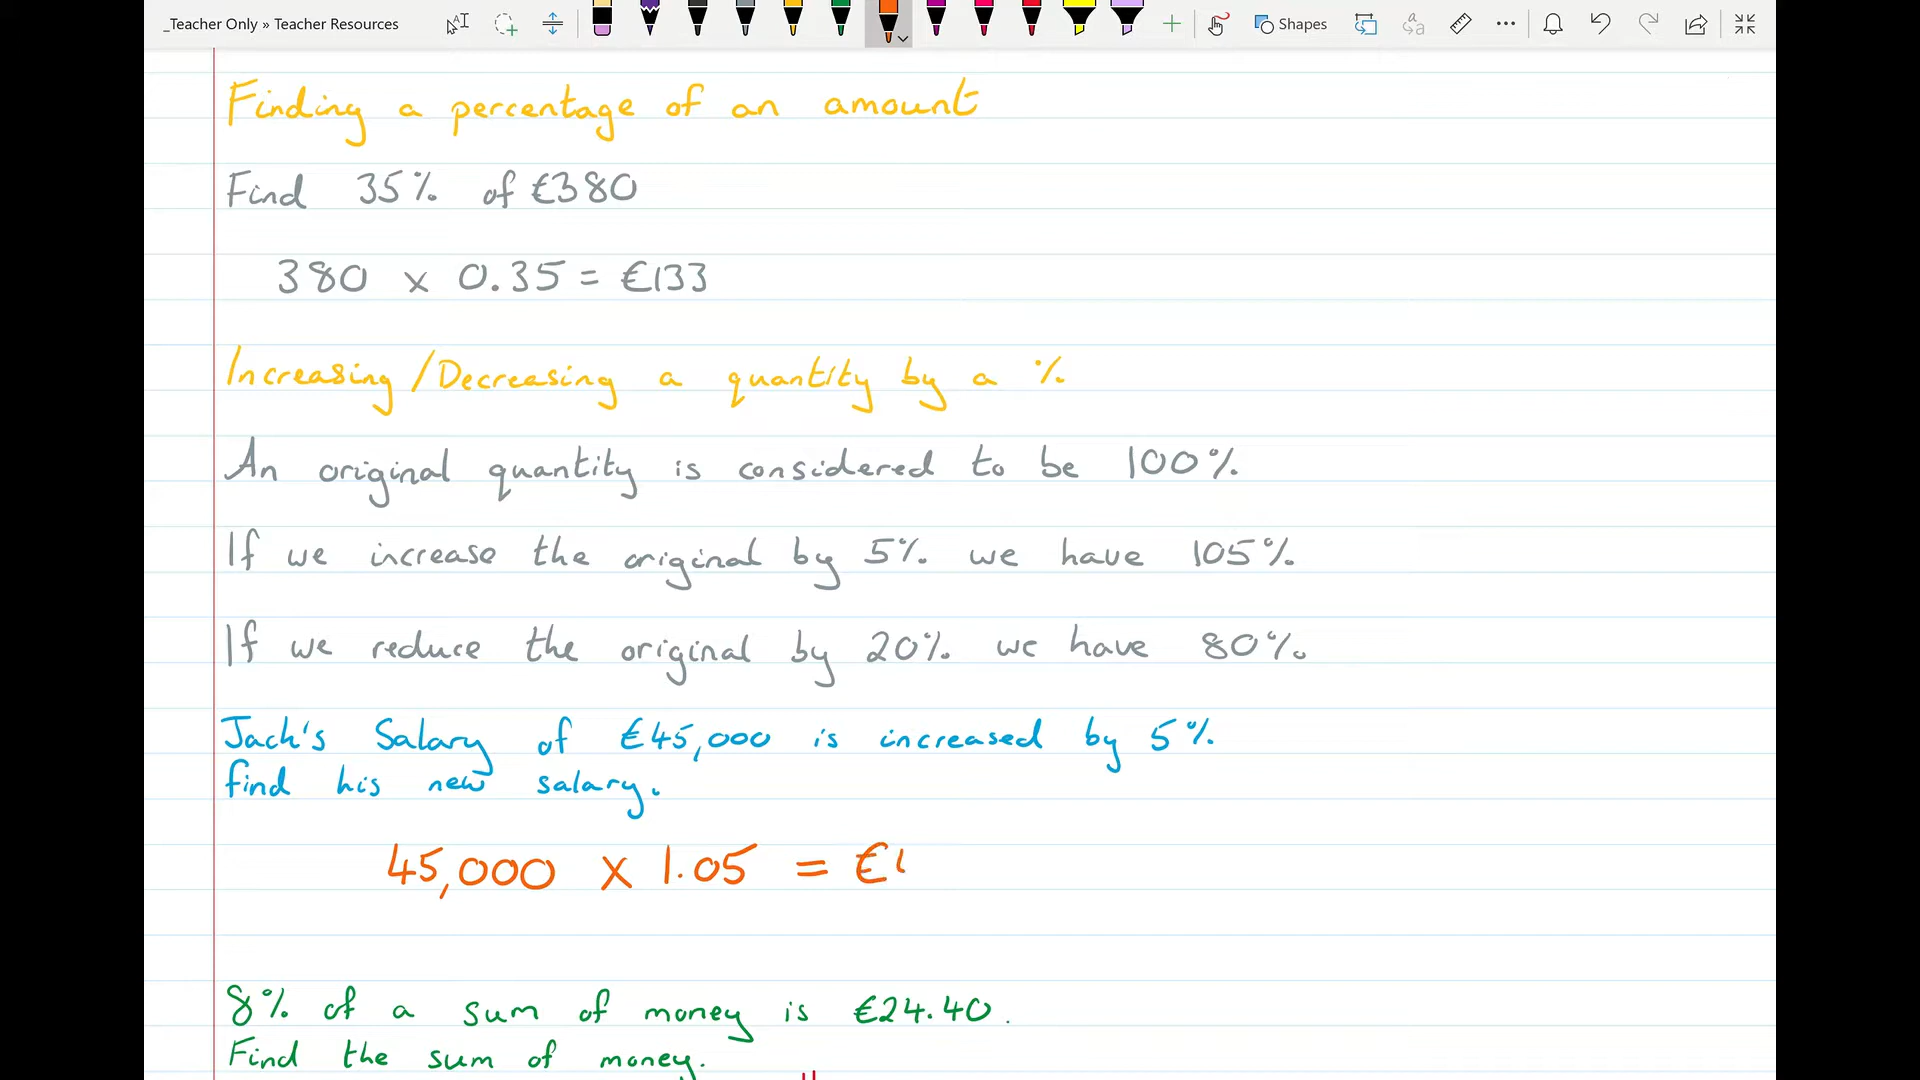 _Teacher Only » Teacher Resources
Shapes
Finding a percentage of an amount
Find 35% of €380
380 x 0.35 = €133
Increasing/Decreasing a quantity by a %
An original quantity is considered to be 100%
If we increase the original by 5% we have 105%
If we reduce the original by 20% we have 80%.
Jack's Salary of €45,000 is increased by 5%.
find his new salary.
45,000 x 1.05 = €
8% of a sum of money is €24.40.
Find the sum of money.